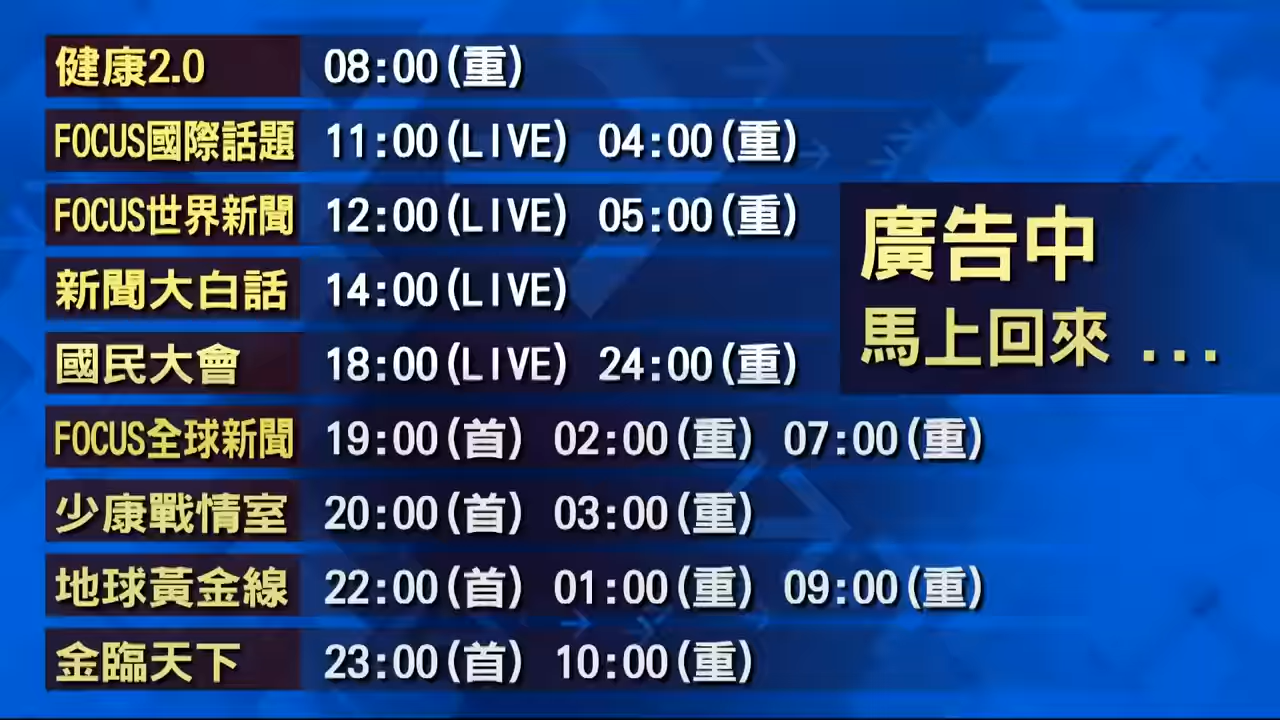 健康2.0 08:00(重)
FOCUS國際話題 11:00(LIVE) 04:00(重)
FOCUS世界新聞 12:00(LIVE) 05:00(重)
新聞大白話 14:00(LIVE)
國民大會 18:00(LIVE) 24:00(重)
FOCUS全球新聞 19:00(首) 02:00(重) 07:00(重)
少康戰情室 20:00(首) 03:00(重)
地球黃金線 22:00(首) 01:00(重) 09:00(重)
金臨天下 23:00(首) 10:00(重)
廣告中
馬上回來 ...